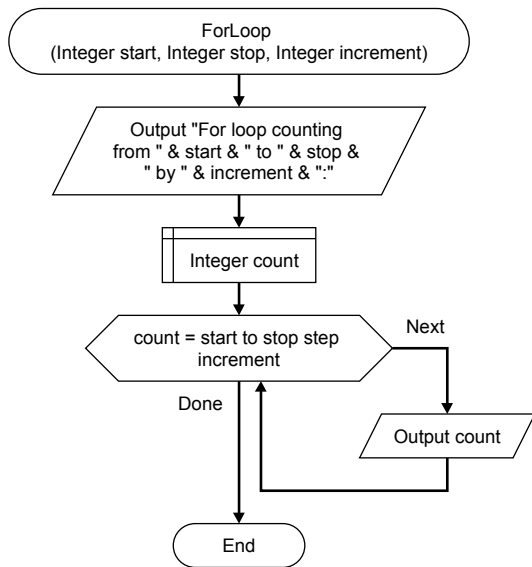 ForLoop
(Integer start, Integer stop, Integer increment)
Output "For loop counting
from " & start & " to " & stop &
" by " & increment & ":"
Integer count
count = start to stop step
increment
Next
Done
Output count
End